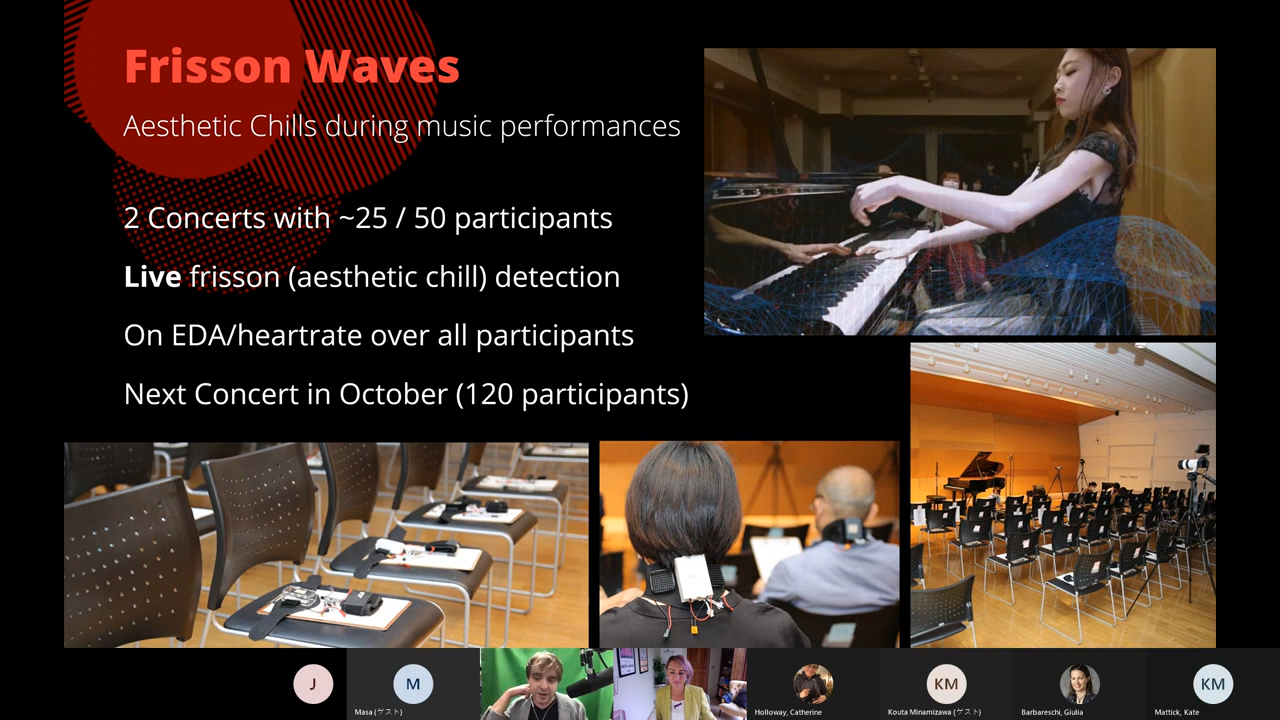 Frisson Waves
Aesthetic Chills during music performances
2 Concerts with ~25 / 50 participants
Live frisson (aesthetic chill) detection
On EDA/heartrate over all participants
Next Concert in October (120 participants)
J
M
Masa (ゲスト)
Holloway, Catherine
KM
Kouta Minamizawa (ゲスト)
Barbareschi, Giulia
KM
Mattick, Kate